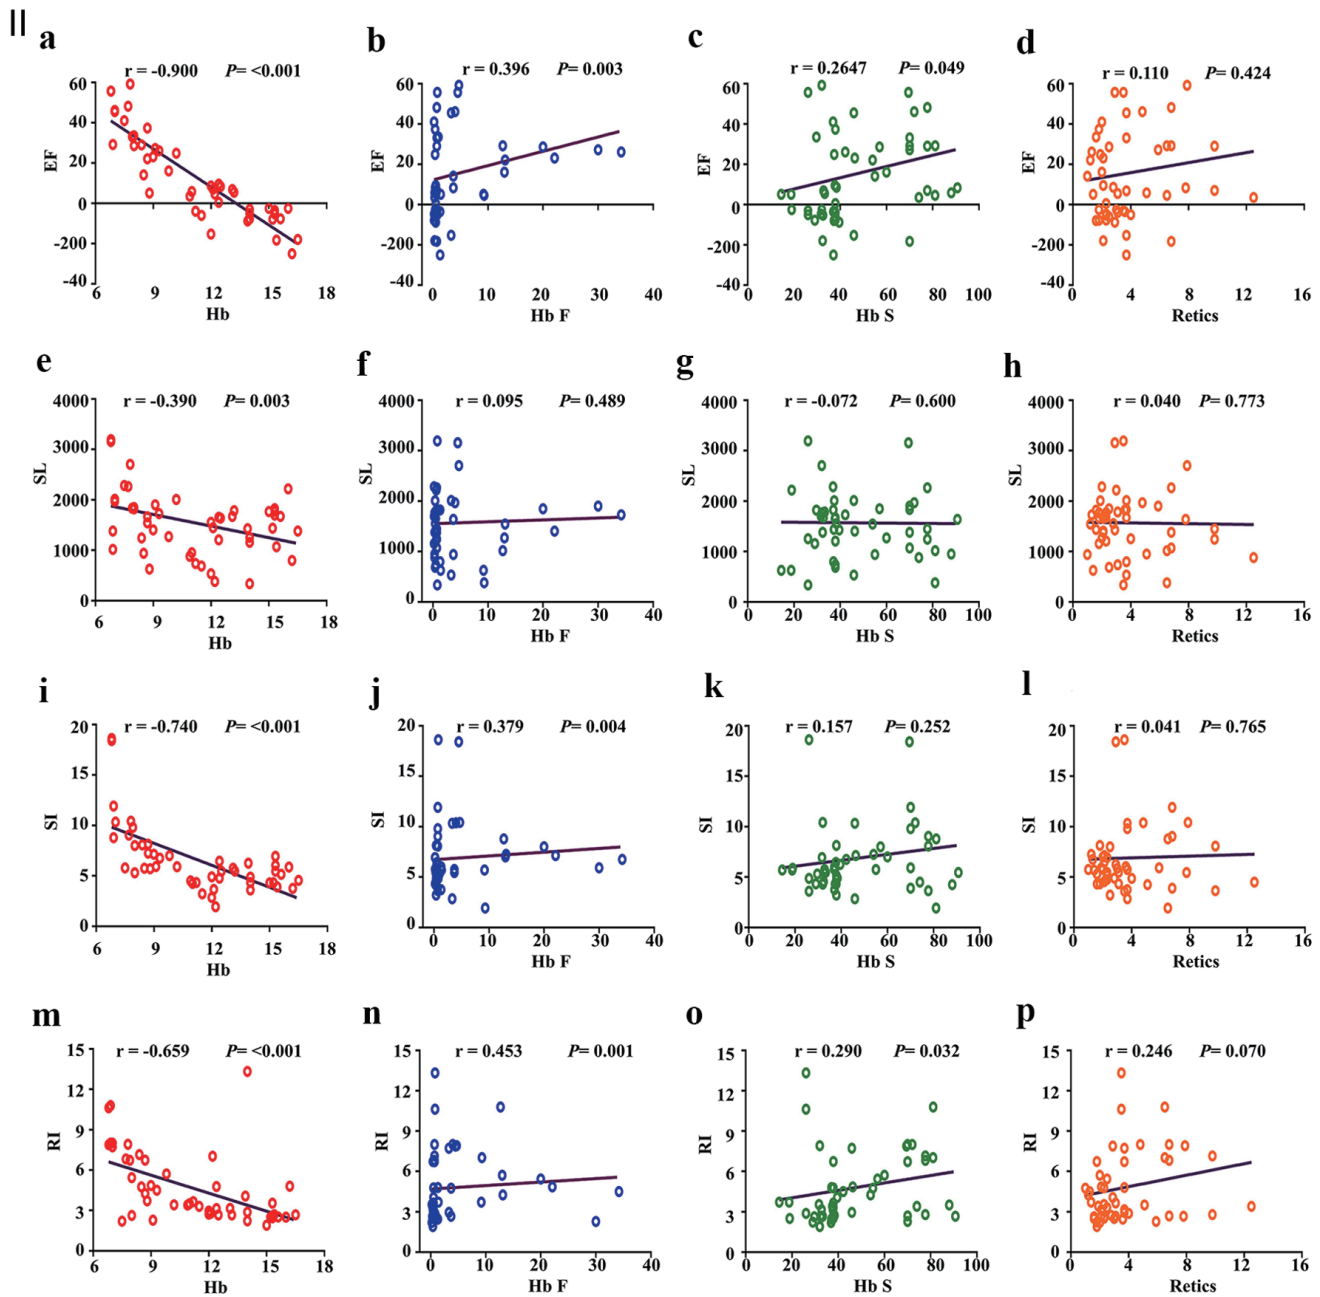 II
a b c d
r = -0.900 P= <0.001 r = 0.396 P= 0.003 r = 0.2647 P= 0.049 r = 0.110 P= 0.424
60 60 60 60
40 40 40 40
EF 20 EF 20 EF 20 EF 20
0 0 0 0
-200 -200 -200 -200
-40 -40 -40 -40
6 9 12 15 18 0 10 20 30 40 0 20 40 60 80 100 0 4 8 12 16
Hb Hb F Hb S Retics
e f g h
r = -0.390 P= 0.003 r = 0.095 P= 0.489 r = -0.072 P= 0.600 r = 0.040 P= 0.773
4000 4000 4000 4000
3000 3000 3000 3000
SL 2000 SL 2000 SL 2000 SL 2000
1000 1000 1000 1000
0 0 0 0
6 9 12 15 18 0 10 20 30 40 0 20 40 60 80 100 0 4 8 12 16
Hb Hb F Hb S Retics
i j k l
r = -0.740 P= <0.001 r = 0.379 P= 0.004 r = 0.157 P= 0.252 r = 0.041 P= 0.765
20 20 20 20
15 15 15 15
SI 10 SI 10 SI 10 SI 10
5 5 5 5
0 0 0 0
6 9 12 15 18 0 10 20 30 40 0 20 40 60 80 100 0 4 8 12 16
Hb Hb F Hb S Retics
m n o p
r = -0.659 P= <0.001 r = 0.453 P= 0.001 r = 0.290 P= 0.032 r = 0.246 P= 0.070
15 15 15 15
12 12 12 12
RI 9 RI 9 RI 9 RI 9
6 6 6 6
3 3 3 3
0 0 0 0
6 9 12 15 18 0 10 20 30 40 0 20 40 60 80 100 0 4 8 12 16
Hb Hb F Hb S Retics